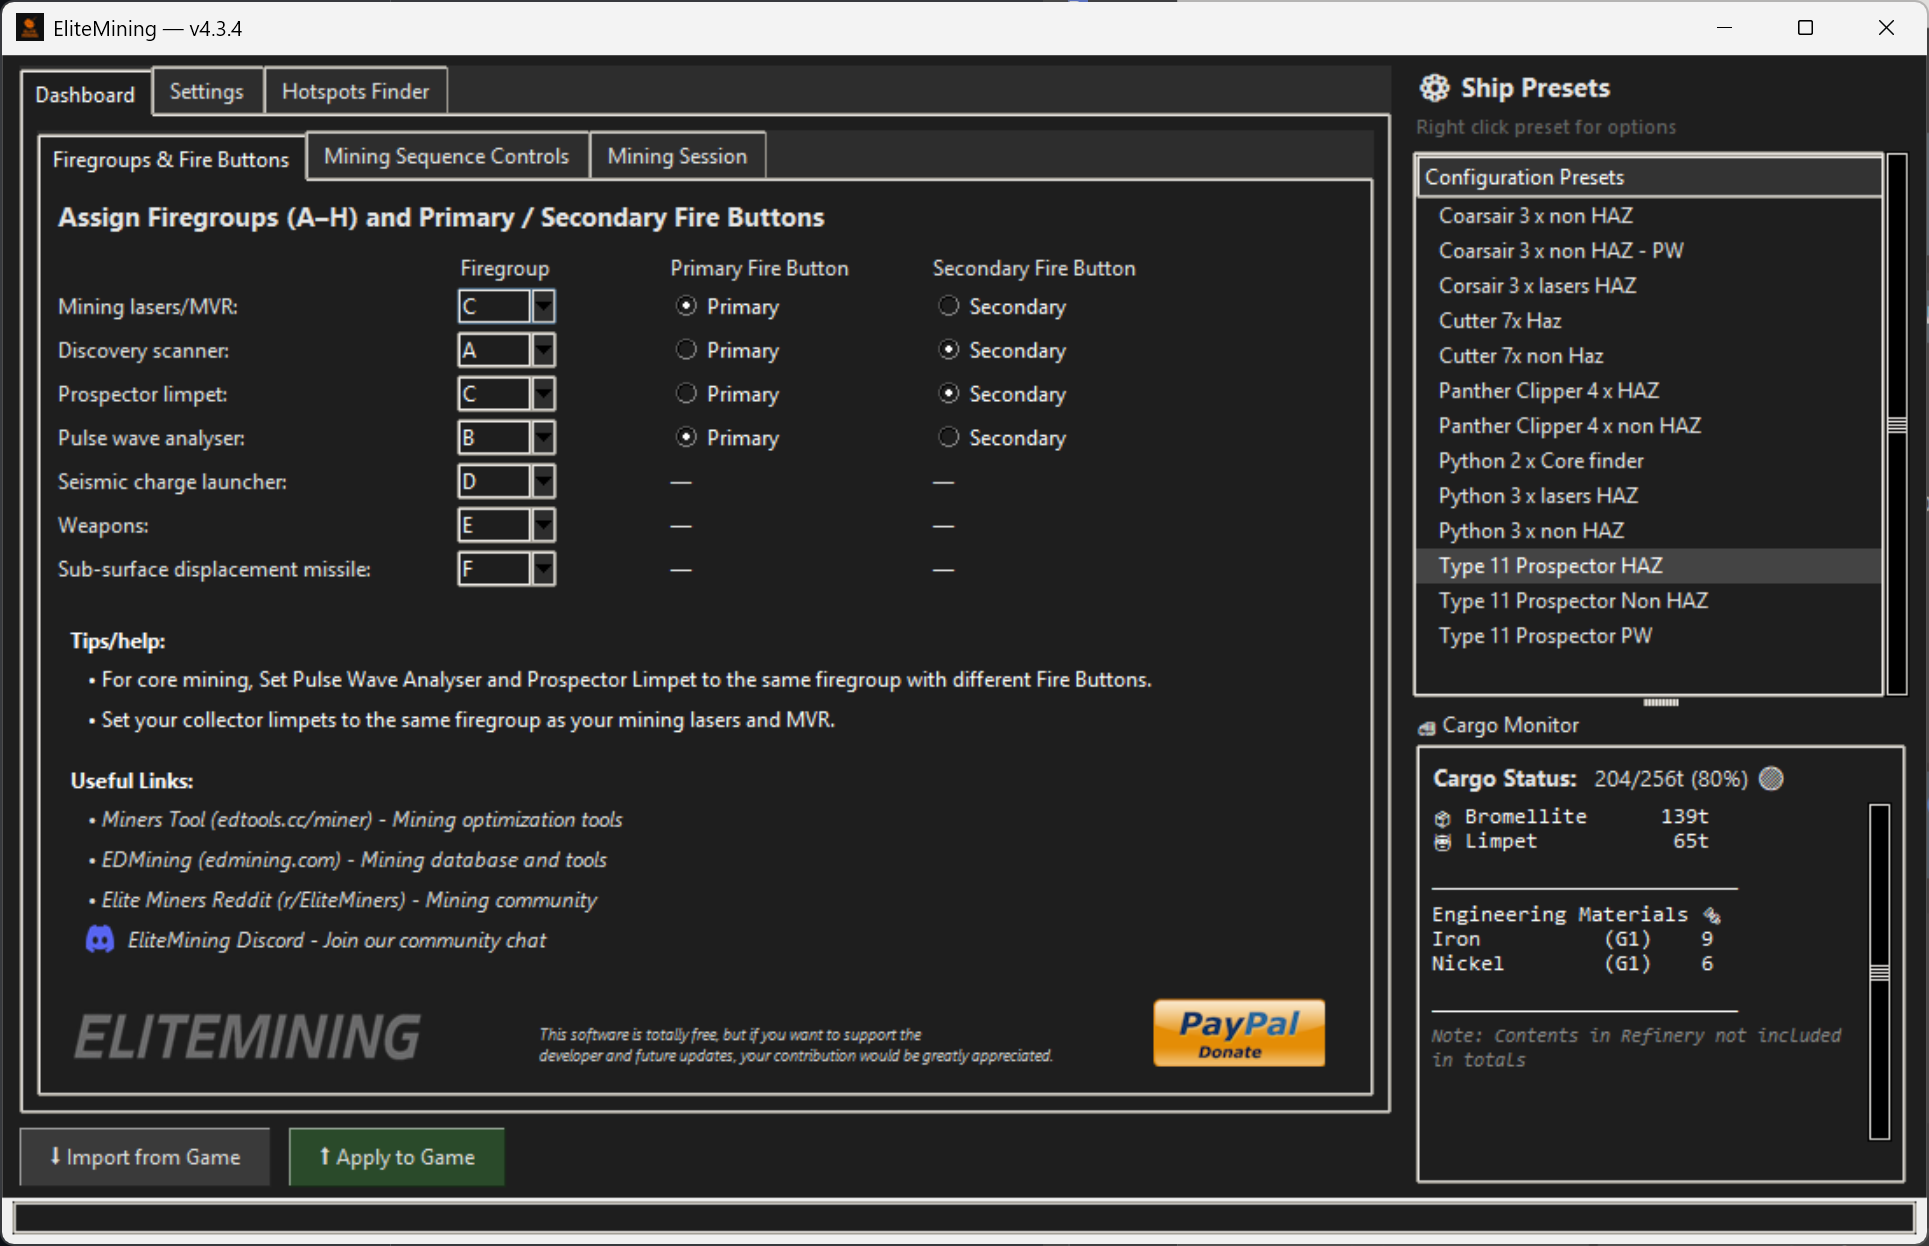 EliteMining — v4.3.4
Dashboard
Settings
Hotspots Finder
Firegroups & Fire Buttons
Mining Sequence Controls
Mining Session
Assign Firegroups (A–H) and Primary / Secondary Fire Buttons
Firegroup Primary Fire Button Secondary Fire Button
Mining lasers/MVR: C Primary Secondary
Discovery scanner: A Primary Secondary
Prospector limpet: C Primary Secondary
Pulse wave analyser: B Primary Secondary
Seismic charge launcher: D — —
Weapons: E — —
Sub-surface displacement missile: F — —
Tips/help:
• For core mining, Set Pulse Wave Analyser and Prospector Limpet to the same firegroup with different Fire Buttons.
• Set your collector limpets to the same firegroup as your mining lasers and MVR.
Useful Links:
• Miners Tool (edtools.cc/miner) - Mining optimization tools
• EDMining (edmining.com) - Mining database and tools
• Elite Miners Reddit (r/EliteMiners) - Mining community
EliteMining Discord - Join our community chat
ELITEMINING
This software is totally free, but if you want to support the
developer and future updates, your contribution would be greatly appreciated.
PayPal
Donate
⬇ Import from Game
⬆ Apply to Game
Ship Presets
Right click preset for options
Configuration Presets
Coarsair 3 x non HAZ
Coarsair 3 x non HAZ - PW
Corsair 3 x lasers HAZ
Cutter 7x Haz
Cutter 7x non Haz
Panther Clipper 4 x HAZ
Panther Clipper 4 x non HAZ
Python 2 x Core finder
Python 3 x lasers HAZ
Python 3 x non HAZ
Type 11 Prospector HAZ
Type 11 Prospector Non HAZ
Type 11 Prospector PW
Cargo Monitor
Cargo Status: 204/256t (80%)
Bromellite 139t
Limpet 65t
Engineering Materials
Iron (G1) 9
Nickel (G1) 6
Note: Contents in Refinery not included
in totals